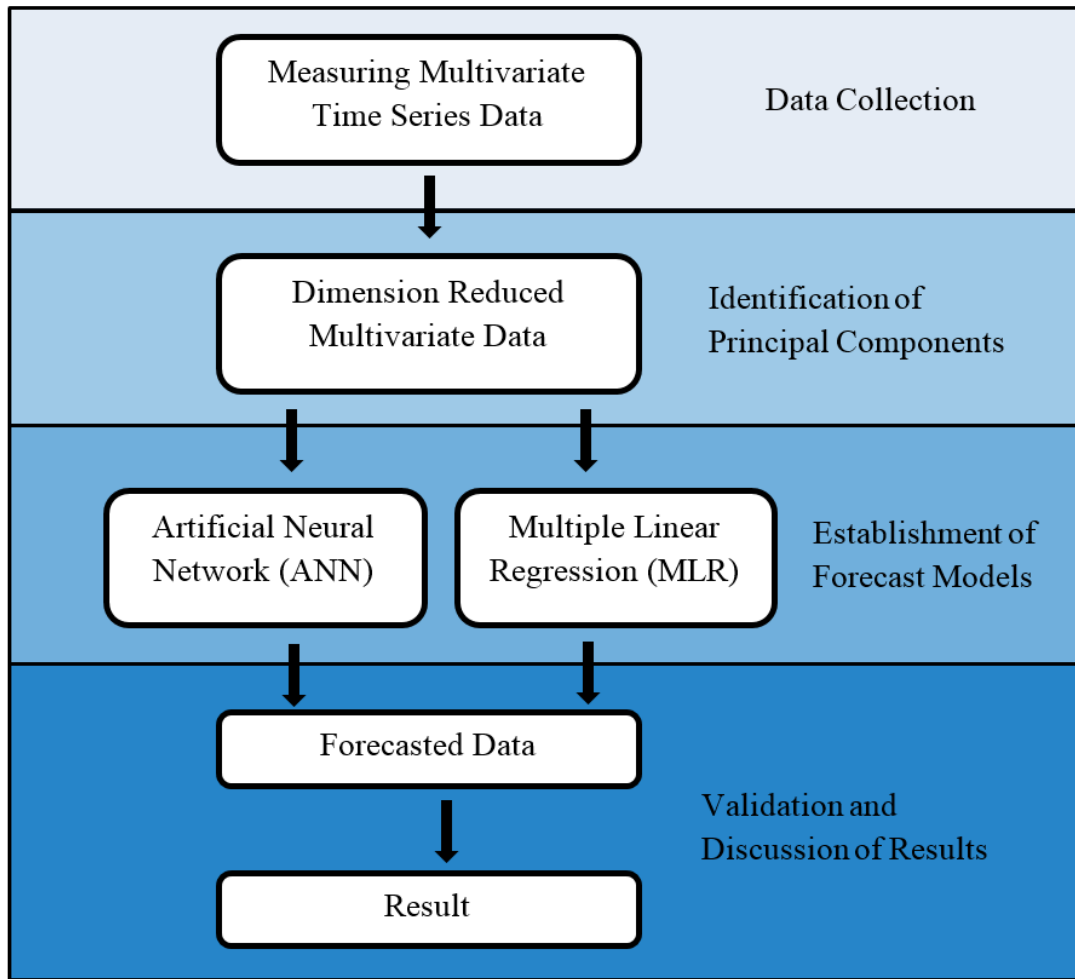 Measuring Multivariate
Time Series Data
Data Collection
Dimension Reduced
Multivariate Data
Identification of
Principal Components
Artificial Neural
Network (ANN)
Multiple Linear
Regression (MLR)
Establishment of
Forecast Models
Forecasted Data
Validation and
Discussion of Results
Result